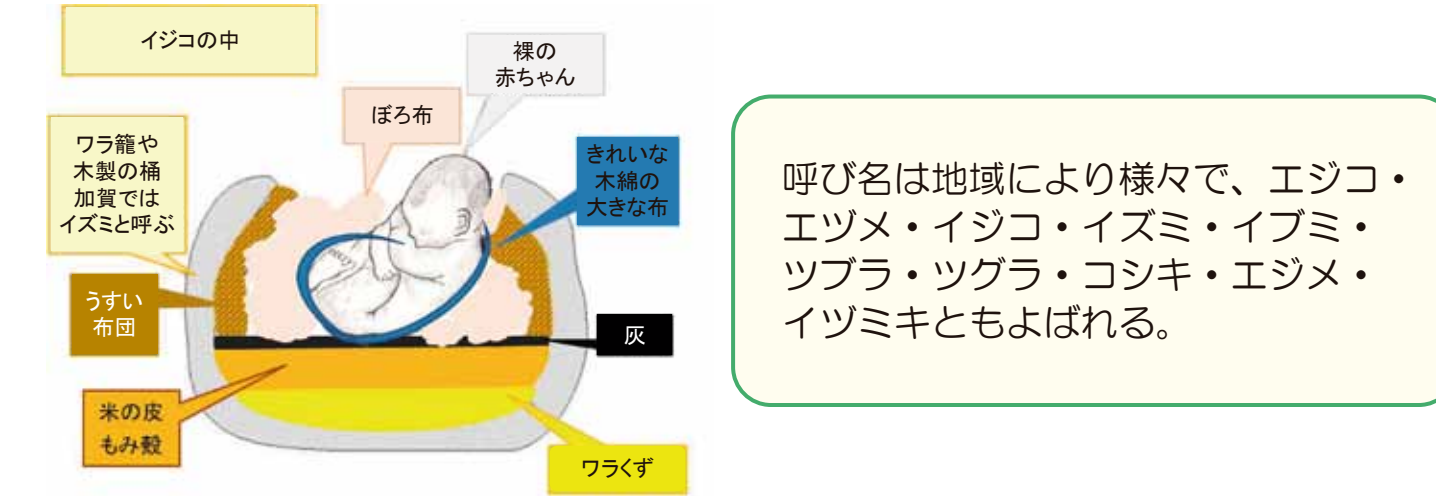 イジコの中
裸の
赤ちゃん
ぼろ布
ワラ籠や
木製の桶
加賀では
イズミと呼ぶ
きれいな
木綿の
大きな布
うすい
布団
灰
米の皮
もみ殻
ワラくず
呼び名は地域により様々で、エジコ・
エヅメ・イジコ・イズミ・イブミ・
ツブラ・ツグラ・コシキ・エジメ・
イヅミキともよばれる。